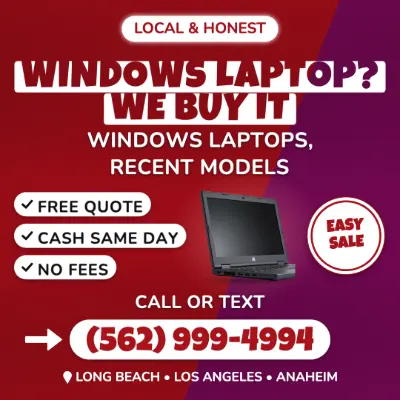 LOCAL & HONEST
WINDOWS LAPTOP?
WE BUY IT
WINDOWS LAPTOPS,
RECENT MODELS
FREE QUOTE
CASH SAME DAY
NO FEES
EASY
SALE
CALL OR TEXT
(562) 999-4994
LONG BEACH • LOS ANGELES • ANAHEIM